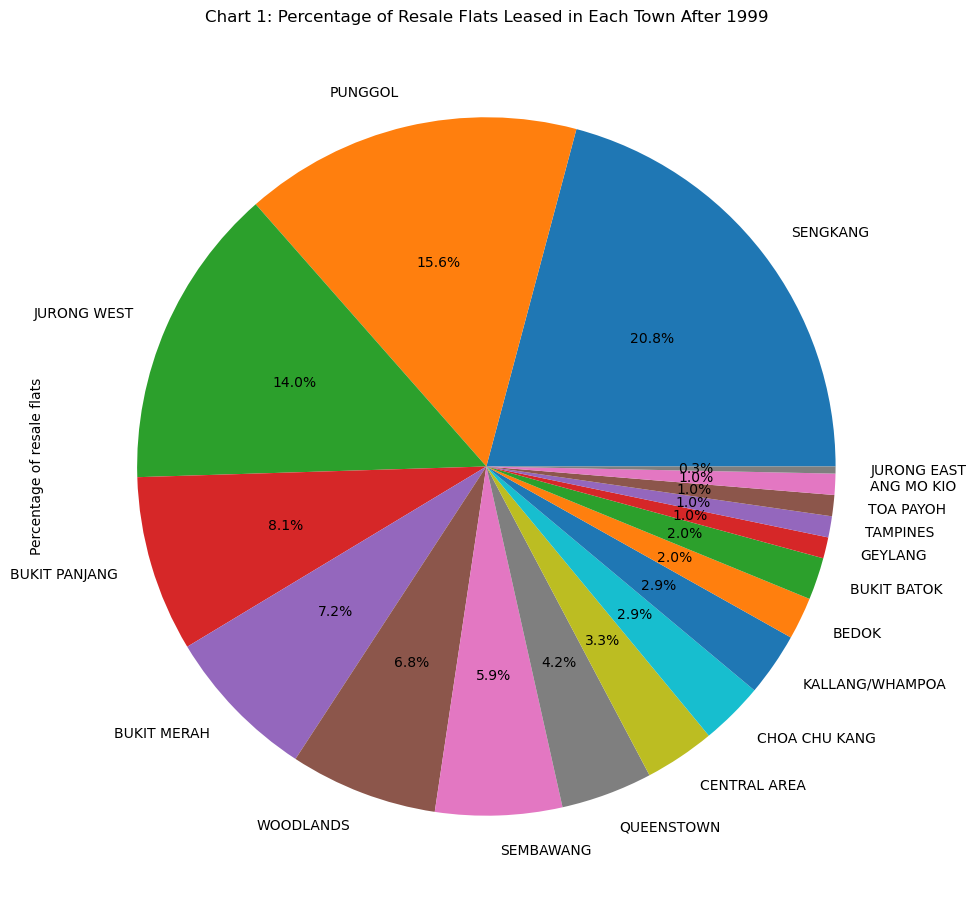 Chart 1: Percentage of Resale Flats Leased in Each Town After 1999
PUNGGOL
SENGKANG
15.6%
JURONG WEST
20.8%
14.0%
Percentage of resale flats
0.3%
JURONG EAST
1.0%
ANG MO KIO
1.0%
TOA PAYOH
1.0%
TAMPINES
1.0%
GEYLANG
2.0%
BUKIT BATOK
2.0%
BEDOK
2.9%
KALLANG/WHAMPOA
2.9%
CHOA CHU KANG
3.3%
CENTRAL AREA
4.2%
QUEENSTOWN
5.9%
SEMBAWANG
6.8%
WOODLANDS
7.2%
BUKIT MERAH
8.1%
BUKIT PANJANG